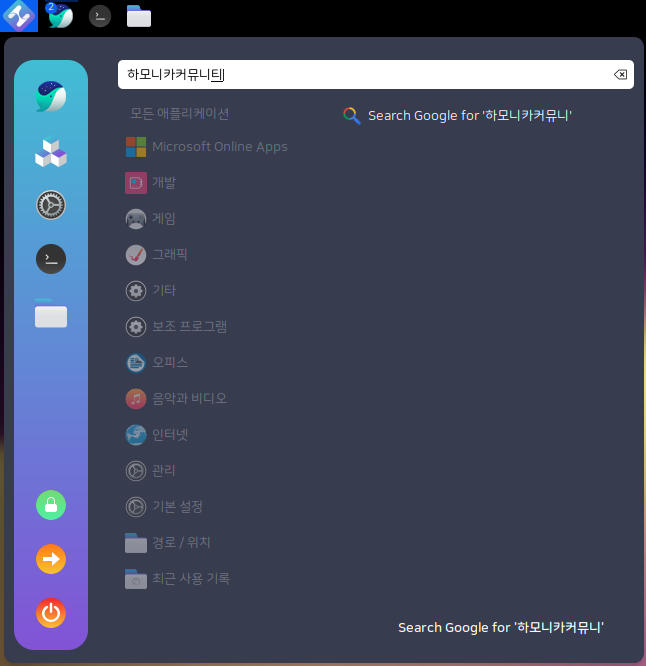 2
하모니카커뮤니티
모든 애플리케이션
Search Google for '하모니카커뮤니'
Microsoft Online Apps
개발
게임
그래픽
기타
보조 프로그램
오피스
음악과 비디오
인터넷
관리
기본 설정
경로 / 위치
최근 사용 기록
Search Google for '하모니카커뮤니'